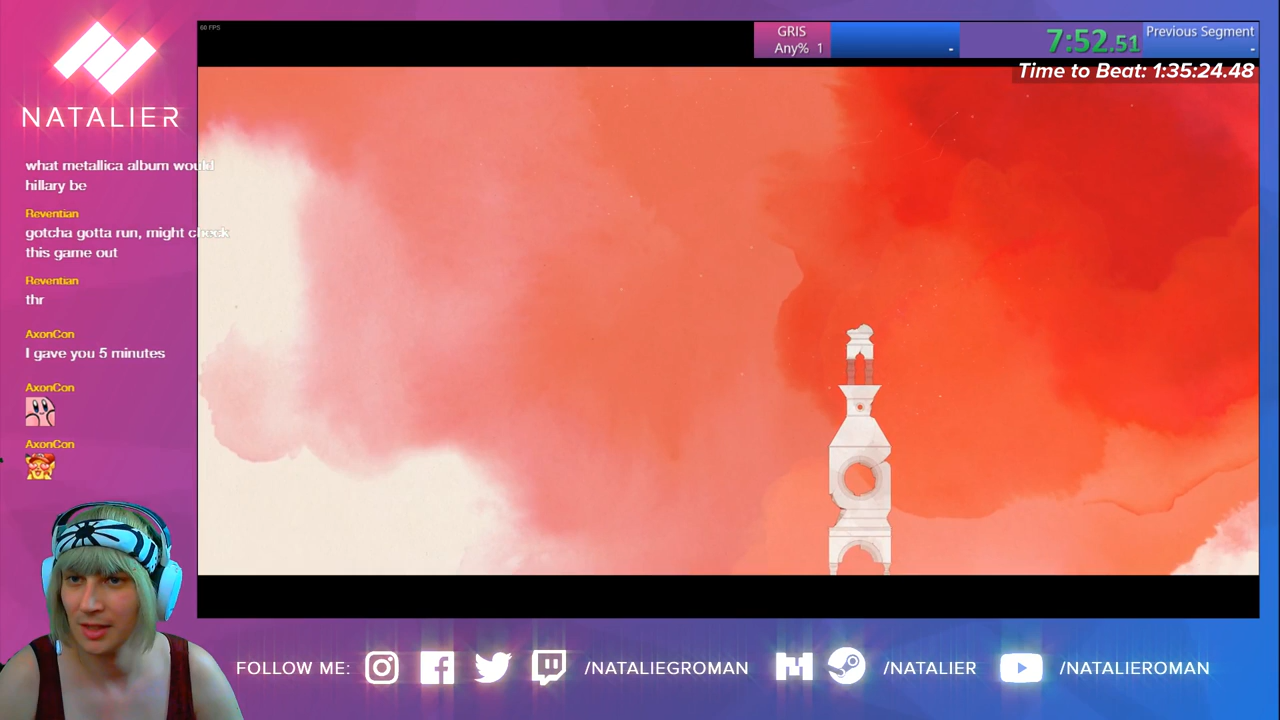 60 FPS
GRIS
Any% 1
-
7:52.51
Previous Segment
-
Time to Beat: 1:35:24.48
NATALIER
what metallica album would
hillary be
Reventian
gotcha gotta run, might check
this game out
Reventian
thr
AxonCon
I gave you 5 minutes
AxonCon
AxonCon
FOLLOW ME: /NATALIEGROMAN /NATALIER /NATALIEROMAN